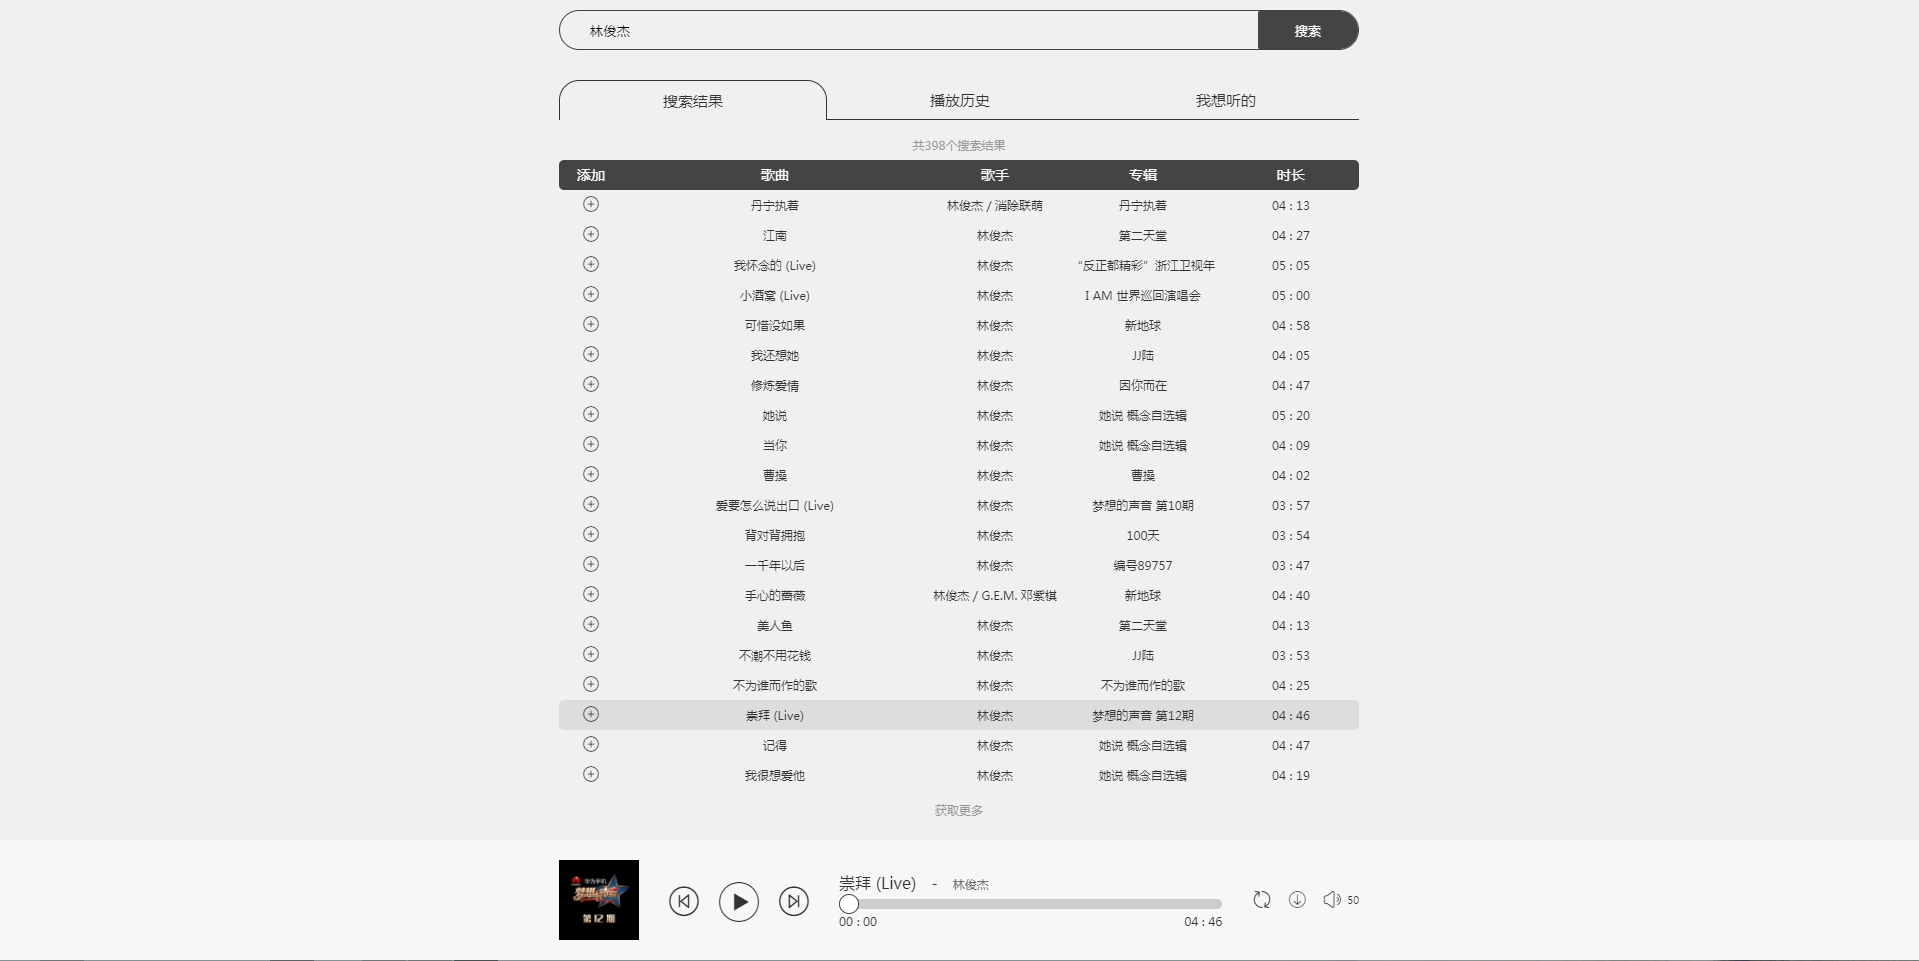 林俊杰 搜索
搜索结果 播放历史 我想听的
共398个搜索结果
添加 歌曲 歌手 专辑 时长
丹宁执着 林俊杰 / 消除联萌 丹宁执着 04 : 13
江南 林俊杰 第二天堂 04 : 27
我怀念的 (Live) 林俊杰 “反正都精彩”浙江卫视年 05 : 05
小酒窝 (Live) 林俊杰 I AM 世界巡回演唱会 05 : 00
可惜没如果 林俊杰 新地球 04 : 58
我还想她 林俊杰 JJ陆 04 : 05
修炼爱情 林俊杰 因你而在 04 : 47
她说 林俊杰 她说 概念自选辑 05 : 20
当你 林俊杰 她说 概念自选辑 04 : 09
曹操 林俊杰 曹操 04 : 02
爱要怎么说出口 (Live) 林俊杰 梦想的声音 第10期 03 : 57
背对背拥抱 林俊杰 100天 03 : 54
一千年以后 林俊杰 编号89757 03 : 47
手心的蔷薇 林俊杰 / G.E.M. 邓紫棋 新地球 04 : 40
美人鱼 林俊杰 第二天堂 04 : 13
不潮不用花钱 林俊杰 JJ陆 03 : 53
不为谁而作的歌 林俊杰 不为谁而作的歌 04 : 25
崇拜 (Live) 林俊杰 梦想的声音 第12期 04 : 46
记得 林俊杰 她说 概念自选辑 04 : 47
我很想爱他 林俊杰 她说 概念自选辑 04 : 19
获取更多
第12期
崇拜 (Live) - 林俊杰
00 : 00 04 : 46
50